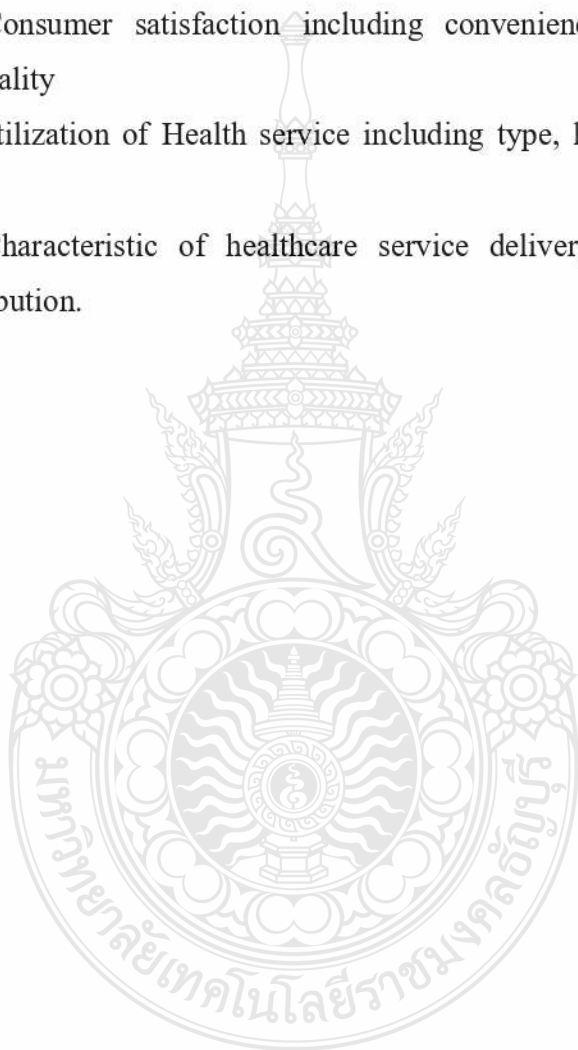 Consumer satisfaction including
ality
tilization of Health service including type,
haracteristic of healthcare service
bution.
มหาวิทยาลัยเทคโนโลยีราชมงคลธัญบุรี